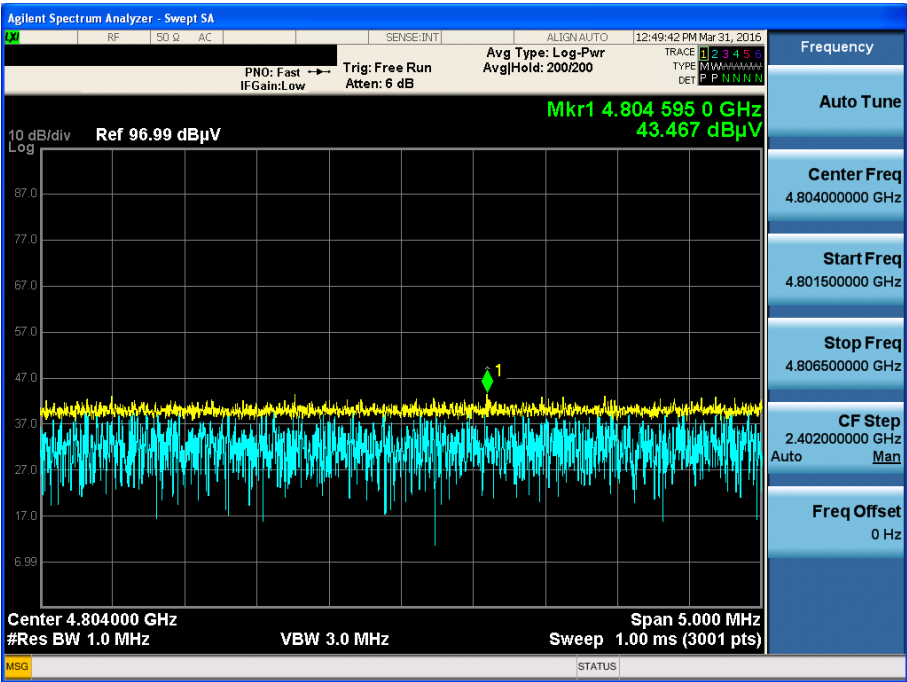 Agilent Spectrum Analyzer - Swept SA
LXI RF 50 Ω AC SENSE:INT ALIGN AUTO 12:49:42 PM Mar 31, 2016
PNO: Fast
IFGain:Low
Trig: Free Run
Atten: 6 dB
Avg Type: Log-Pwr
Avg|Hold: 200/200
TRACE 1 2 3 4 5 6
TYPE MWWWWW
DET P P N N N N
Mkr1 4.804 595 0 GHz
43.467 dBµV
10 dB/div Ref 96.99 dBµV
Log
87.0
77.0
67.0
57.0
47.0
37.0
27.0
17.0
6.99
1
Center 4.804000 GHz Span 5.000 MHz
#Res BW 1.0 MHz VBW 3.0 MHz Sweep 1.00 ms (3001 pts)
MSG STATUS
Frequency
Auto Tune
Center Freq
4.804000000 GHz
Start Freq
4.801500000 GHz
Stop Freq
4.806500000 GHz
CF Step
2.402000000 GHz
Auto Man
Freq Offset
0 Hz